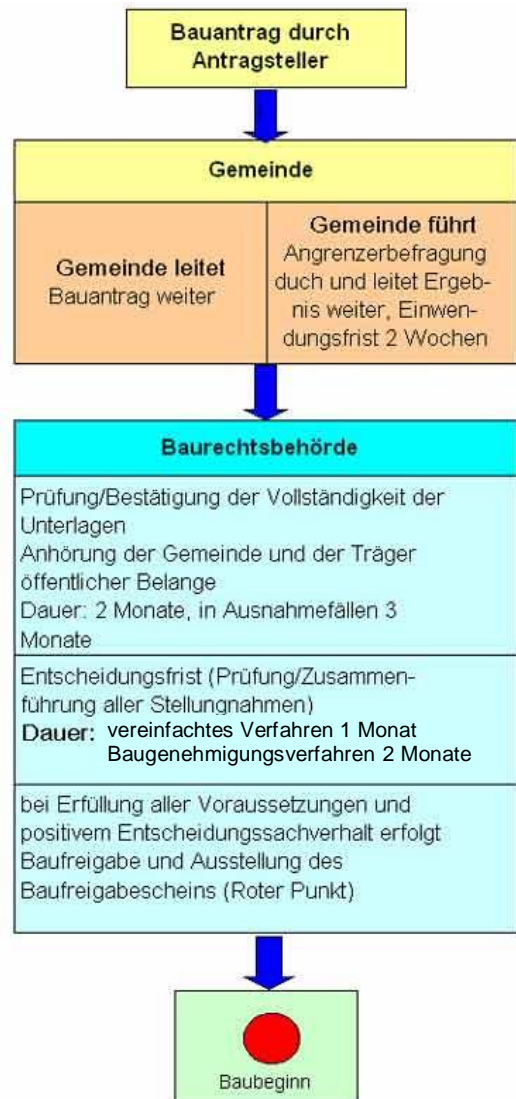 Bauantrag durch
Antragsteller
Gemeinde
Gemeinde leitet
Bauantrag weiter
Gemeinde führt
Angrenzerbefragung
duch und leitet Ergeb-
nis weiter, Einwen-
dungsfrist 2 Wochen
Baurechtsbehörde
Prüfung/Bestätigung der Vollständigkeit der
Unterlagen
Anhörung der Gemeinde und der Träger
öffentlicher Belange
Dauer: 2 Monate, in Ausnahmefällen 3
Monate
Entscheidungsfrist (Prüfung/Zusammen-
führung aller Stellungnahmen)
Dauer: vereinfachtes Verfahren 1 Monat
Baugenehmigungsverfahren 2 Monate
bei Erfüllung aller Voraussetzungen und
positivem Entscheidungssachverhalt erfolgt
Baufreigabe und Ausstellung des
Baufreigabescheins (Roter Punkt)
Baubeginn